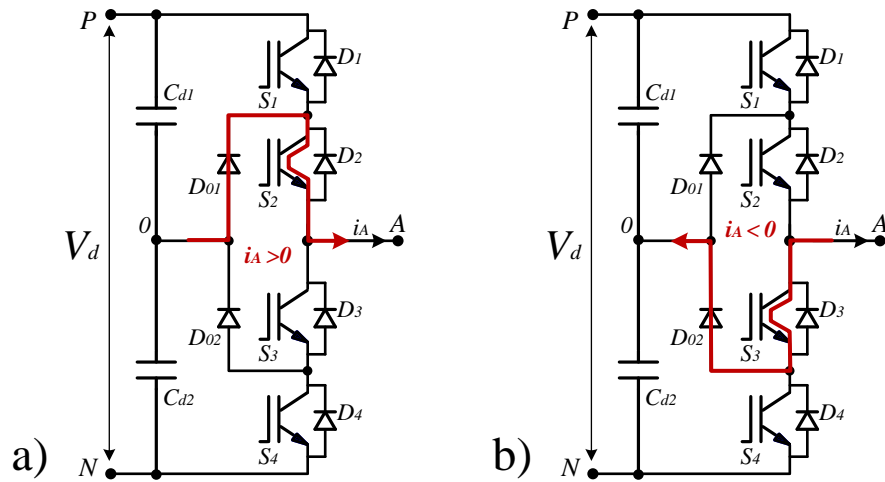 P
D1
Cd1
S1
D2
D01
S2
0
iA
A
Vd
iA >0
D3
D02
S3
Cd2
D4
S4
a)
N
P
D1
Cd1
S1
D2
D01
S2
0
iA
A
Vd
iA < 0
D3
D02
S3
Cd2
D4
S4
b)
N